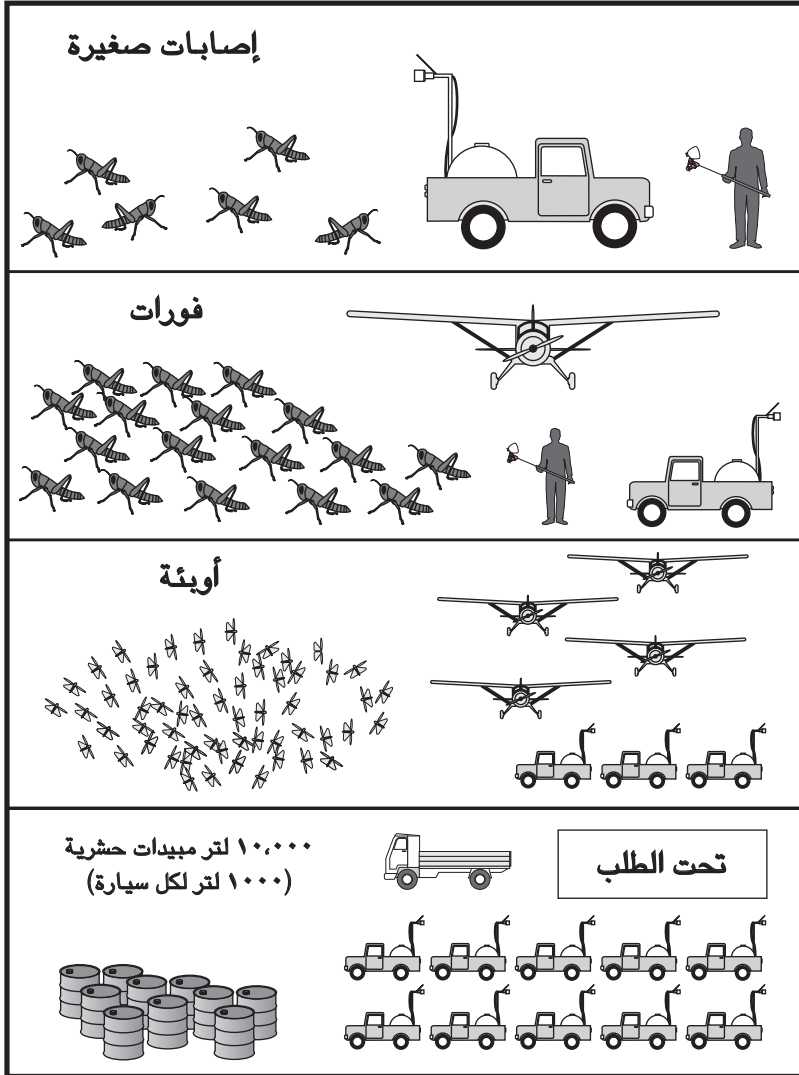 إصابات صغيرة
فورات
أوبئة
تحت الطلب
١٠،٠٠٠ لتر مبيدات حشرية
(١٠٠٠ لتر لكل سيارة)